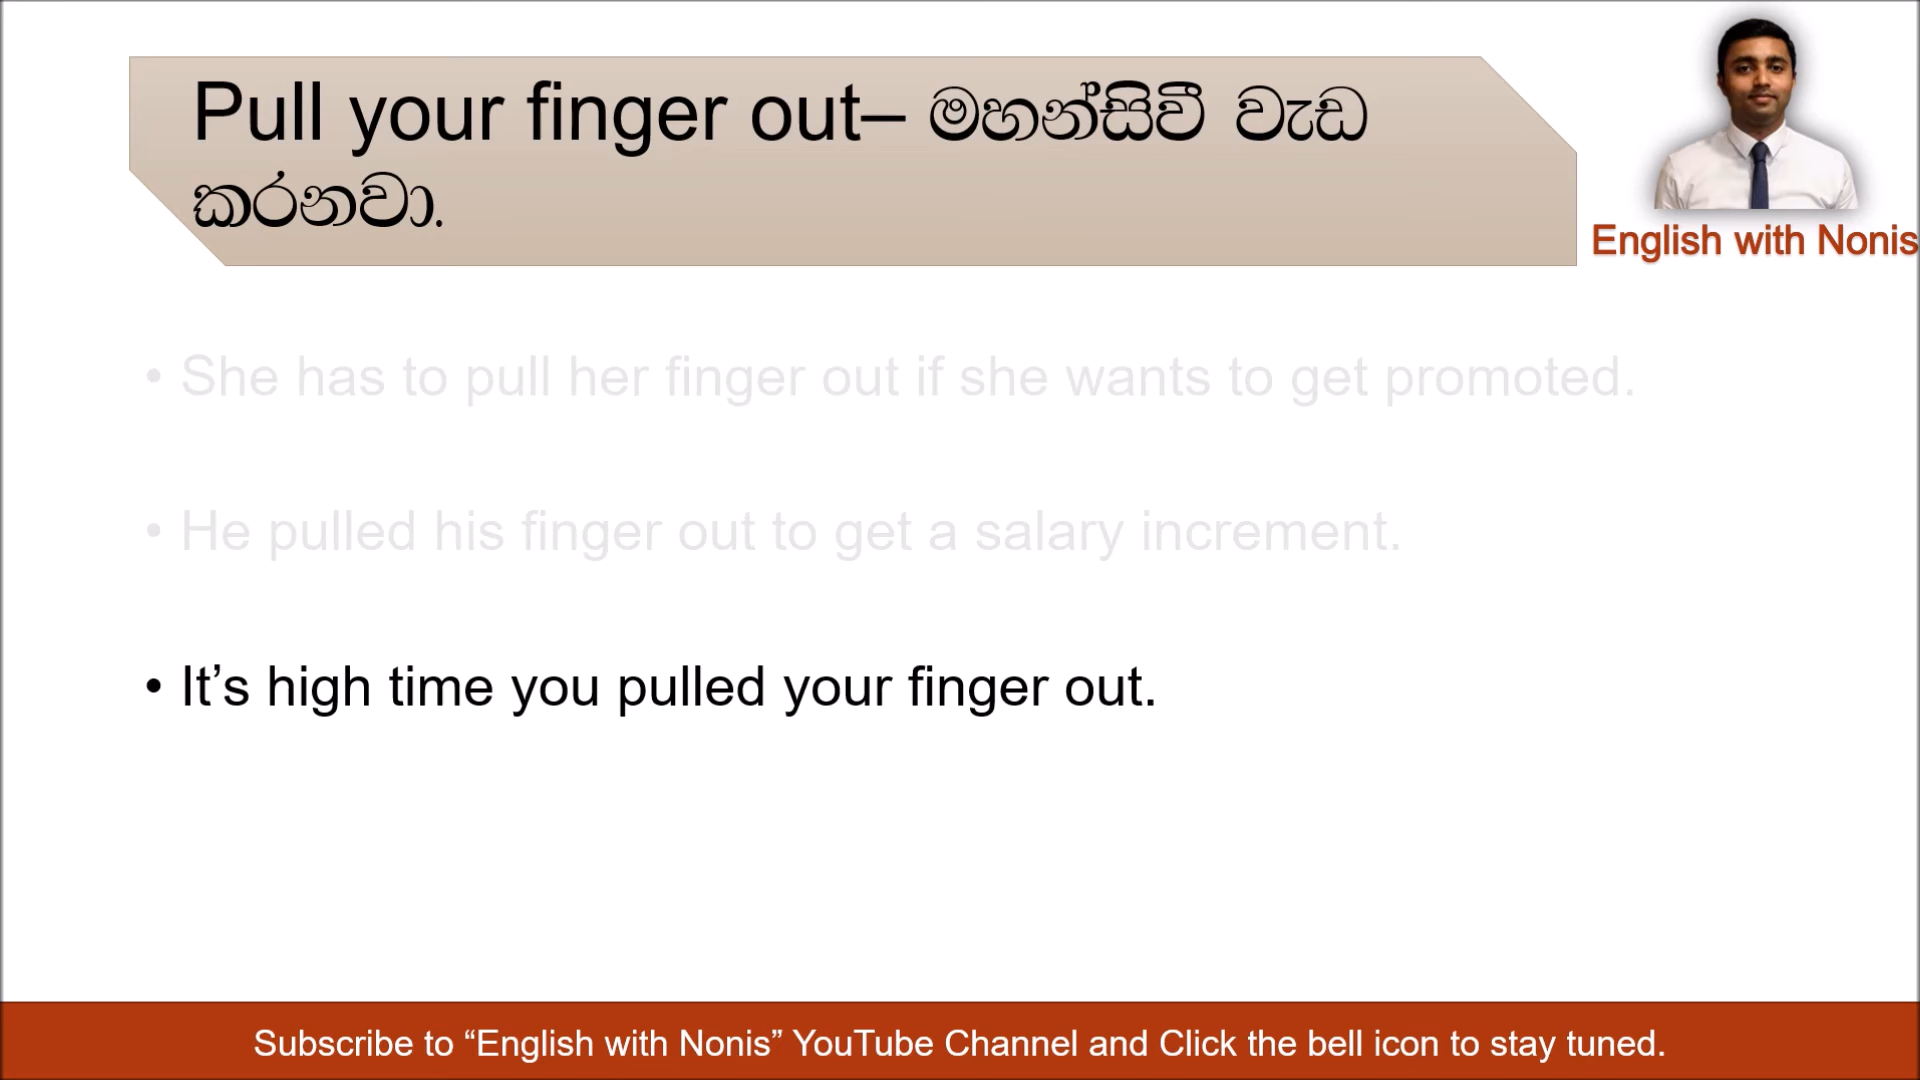 Pull your finger out– මහන්සිවී වැඩ
කරනවා.
English with Nonis
• She has to pull her finger out if she wants to get promoted.
• He pulled his finger out to get a salary increment.
• It’s high time you pulled your finger out.
Subscribe to “English with Nonis” YouTube Channel and Click the bell icon to stay tuned.